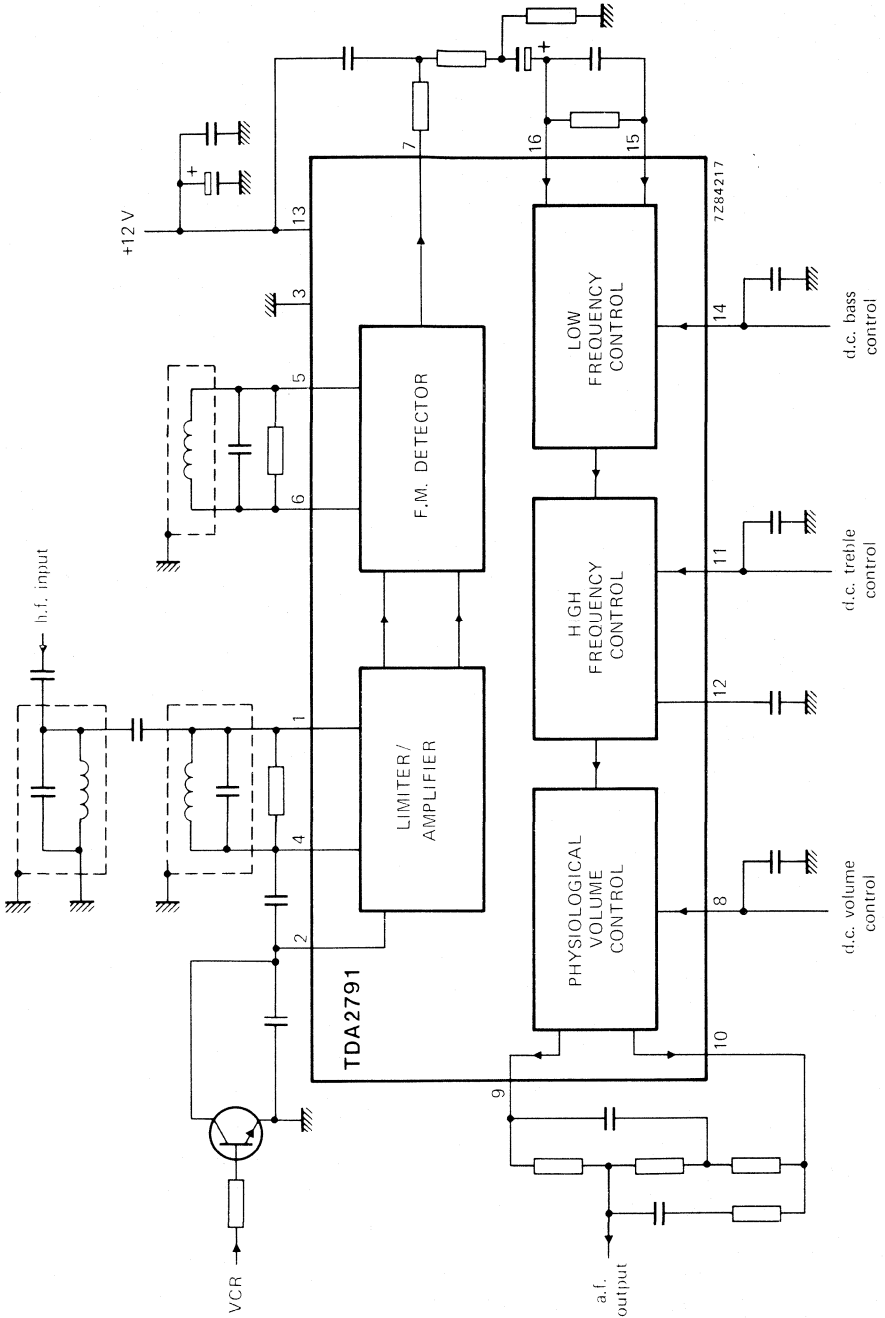 h.f. input
+12 V
VCR
2
4
1
6
5
3
13
TDA2791
LIMITER/
AMPLIFIER
F.M. DETECTOR
7
16
15
PHYSIOLOGICAL
VOLUME
CONTROL
HIGH
FREQUENCY
CONTROL
LOW
FREQUENCY
CONTROL
9
10
8
12
11
14
7Z84217
a.f.
output
d.c. volume
control
d.c. treble
control
d.c. bass
control
+
+